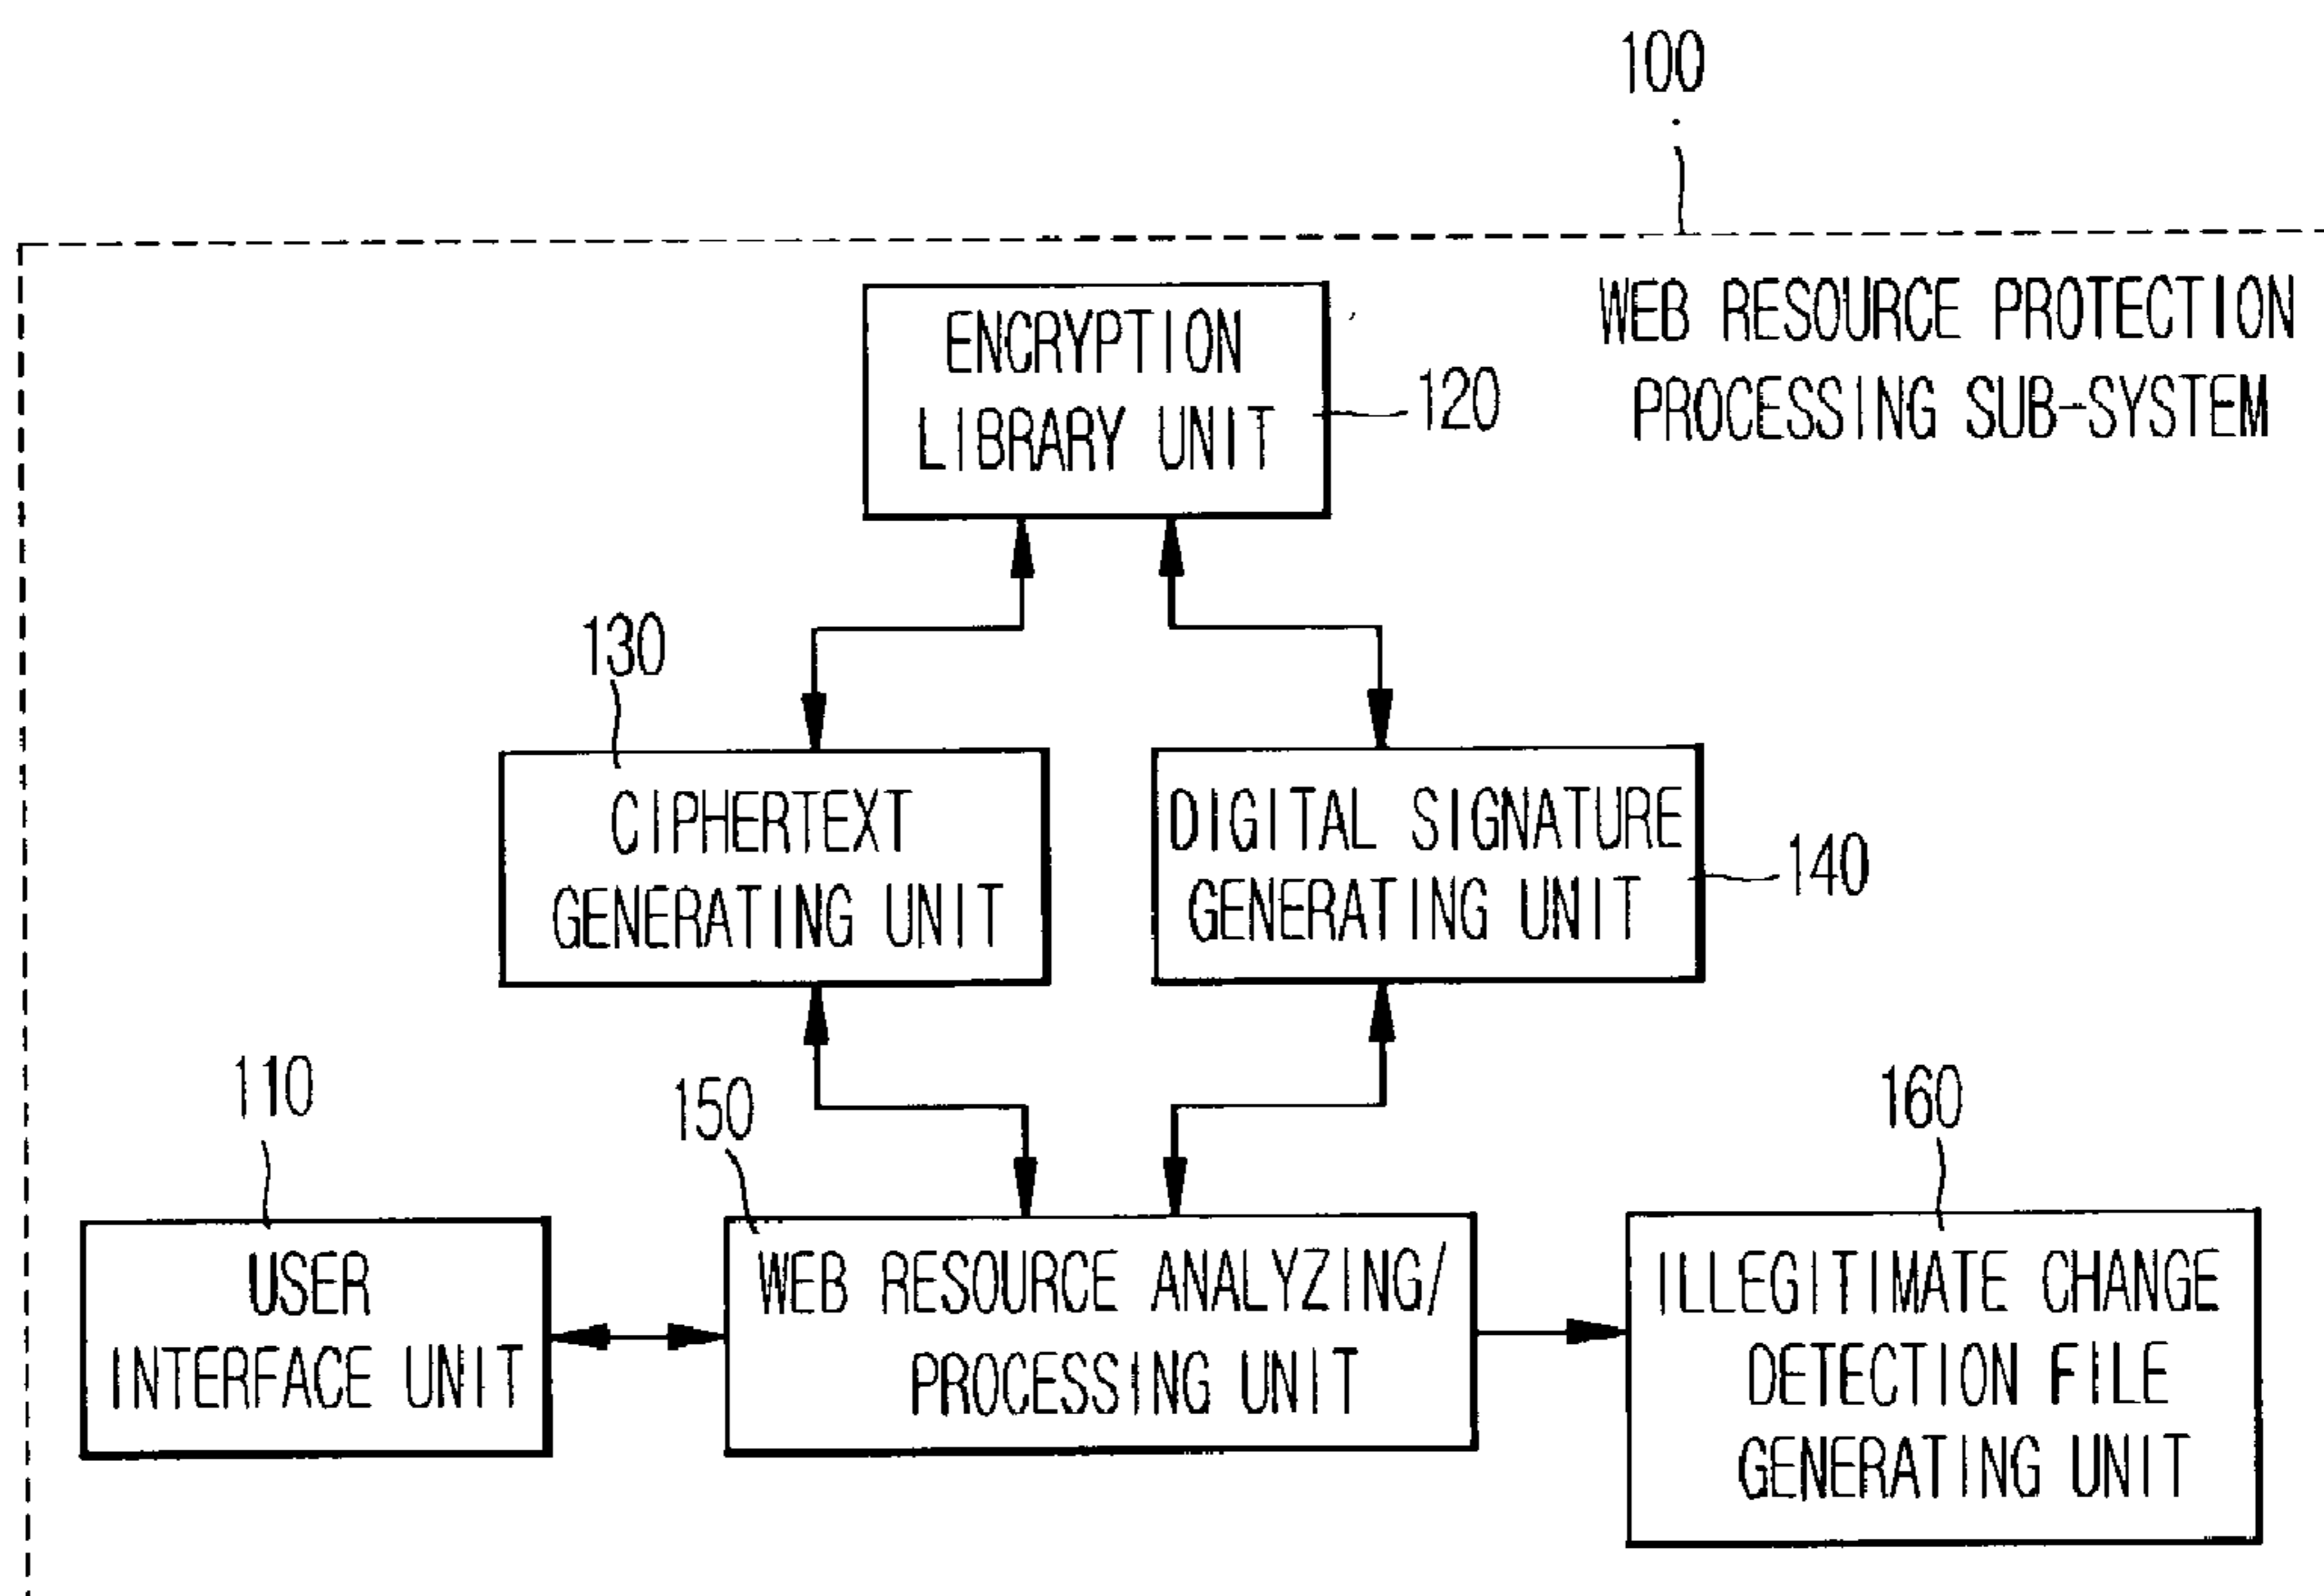 100
WEB RESOURCE PROTECTION
PROCESSING SUB-SYSTEM
ENCRYPTION
LIBRARY UNIT
120
130
CIPHERTEXT
GENERATING UNIT
DIGITAL SIGNATURE
GENERATING UNIT
140
110
USER
INTERFACE UNIT
150
WEB RESOURCE ANALYZING/
PROCESSING UNIT
160
ILLEGITIMATE CHANGE
DETECTION FILE
GENERATING UNIT